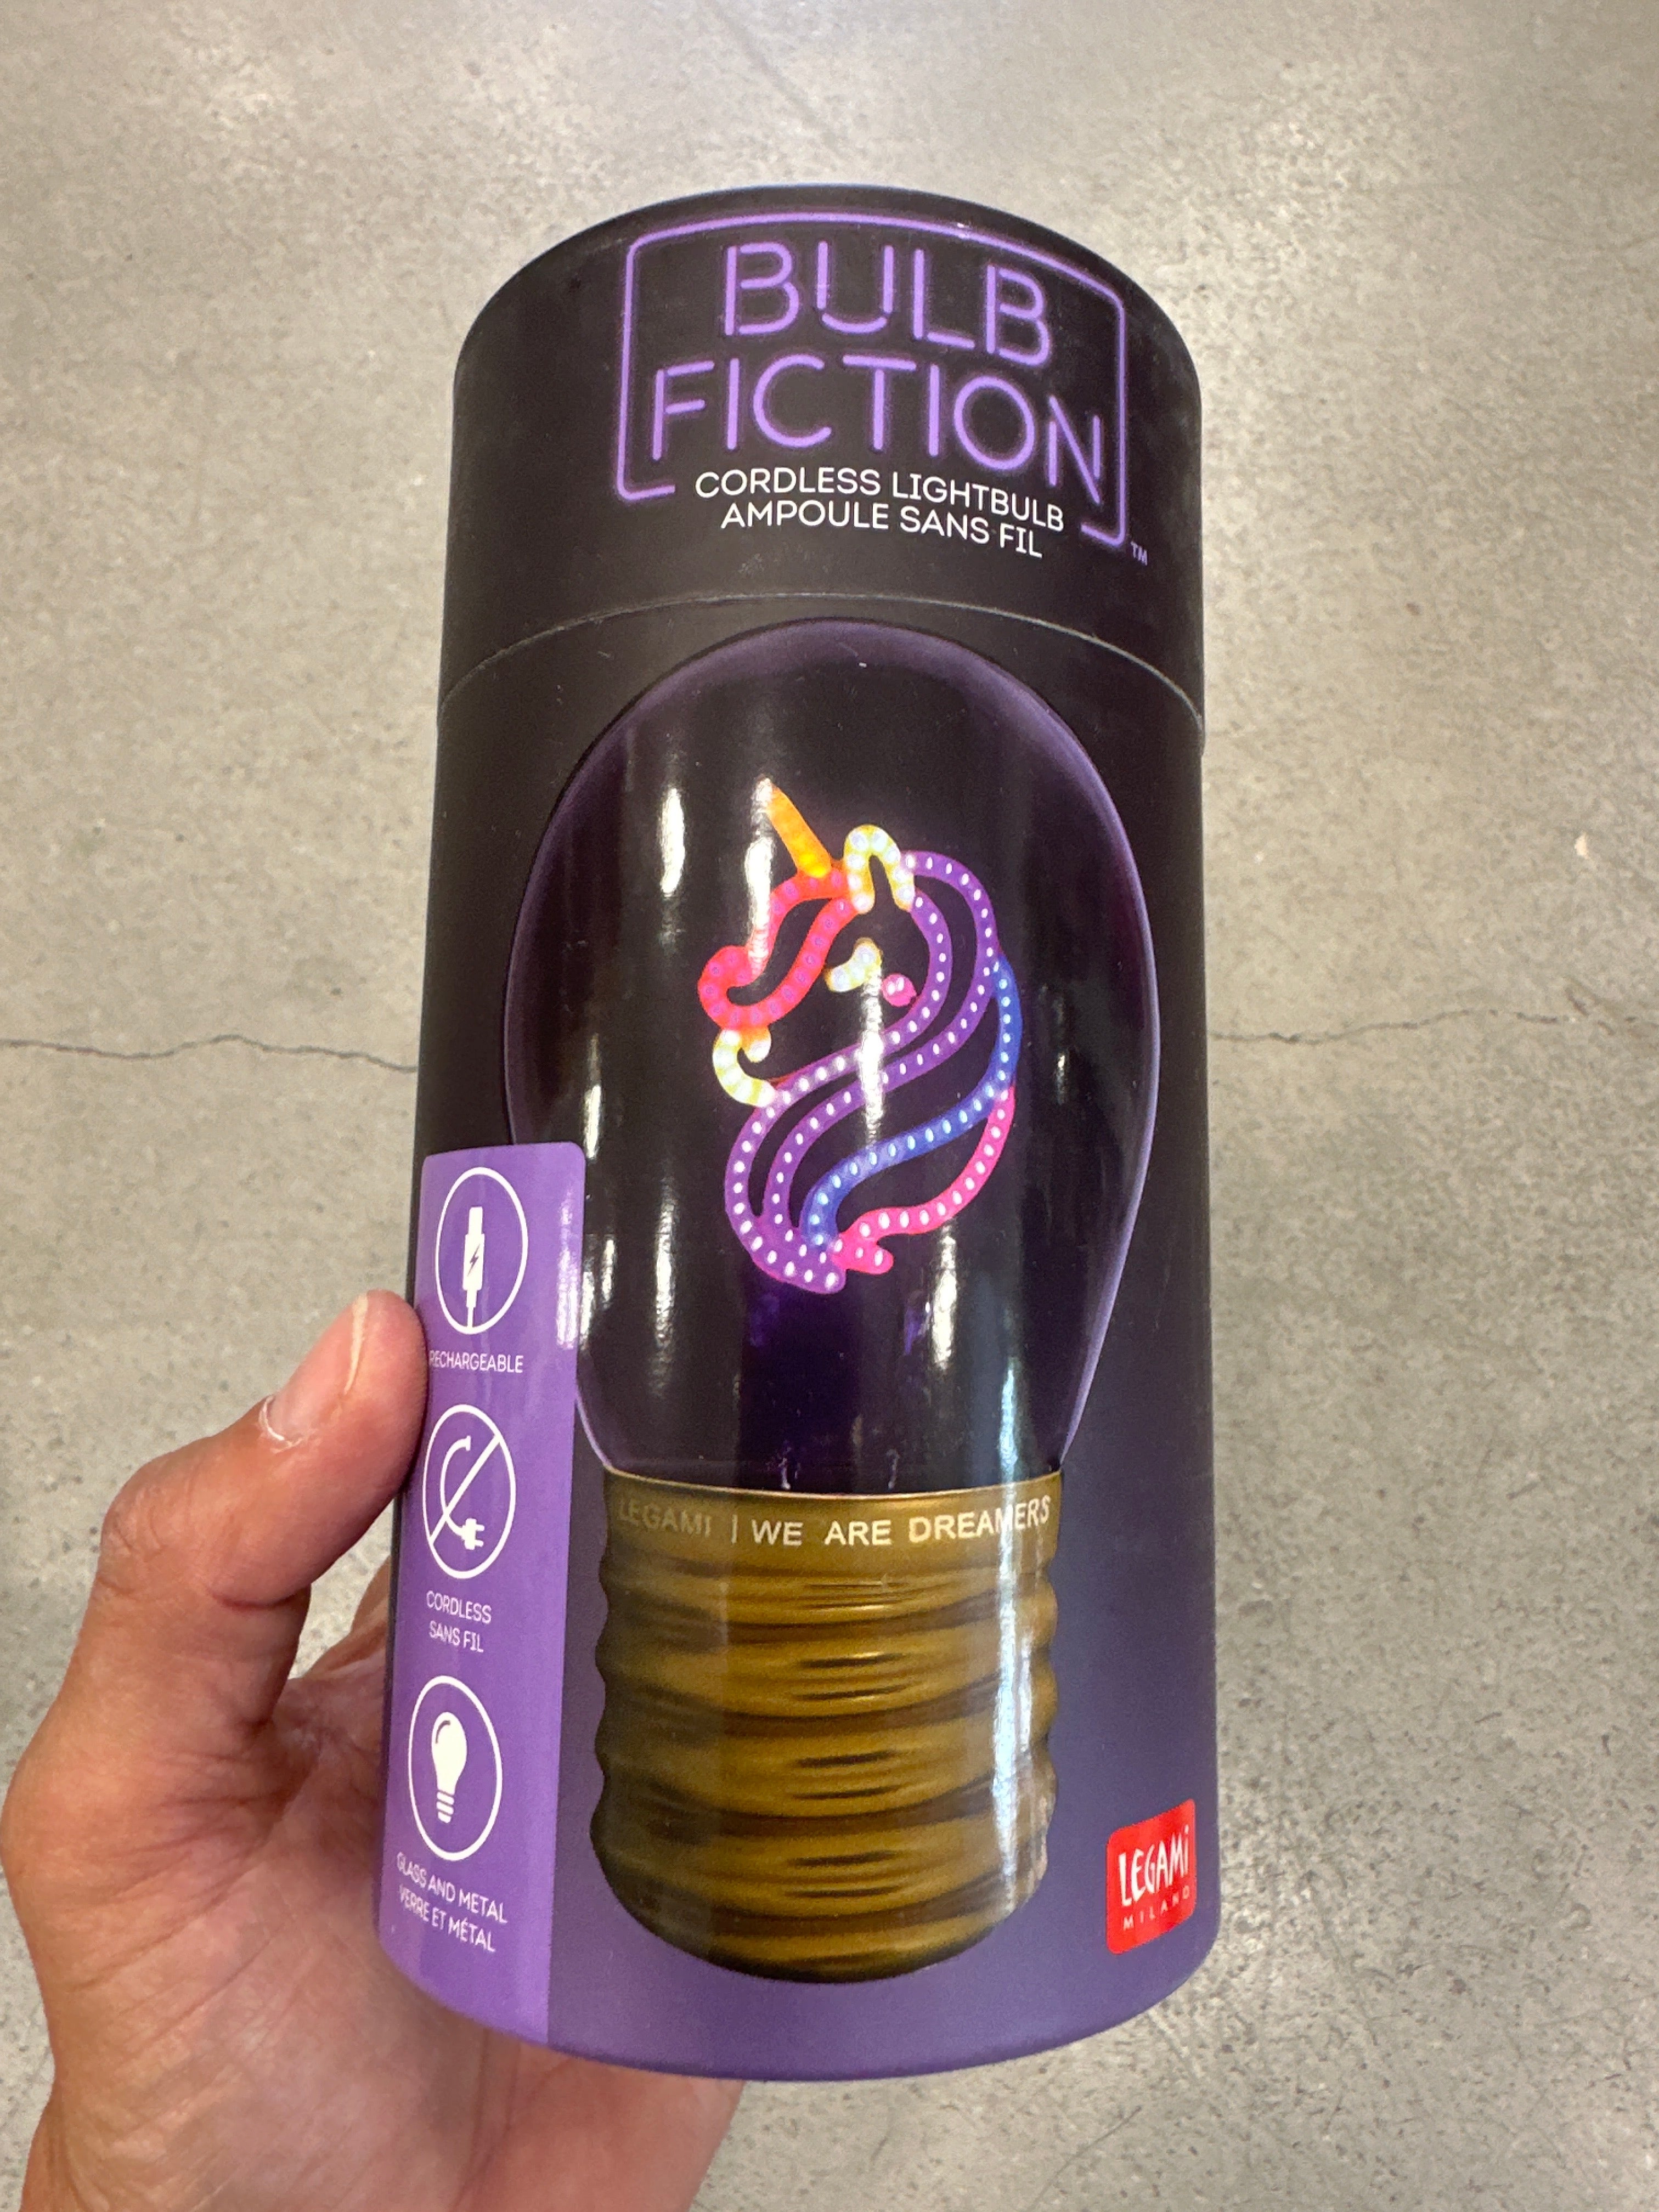 BULB
FICTION
CORDLESS LIGHTBULB
AMPOULE SANS FIL
™
RECHARGEABLE
CORDLESS
SANS FIL
GLASS AND METAL
VERRE ET MÉTAL
LEGAMI | WE ARE DREAMERS
LEGAMi
MILANO